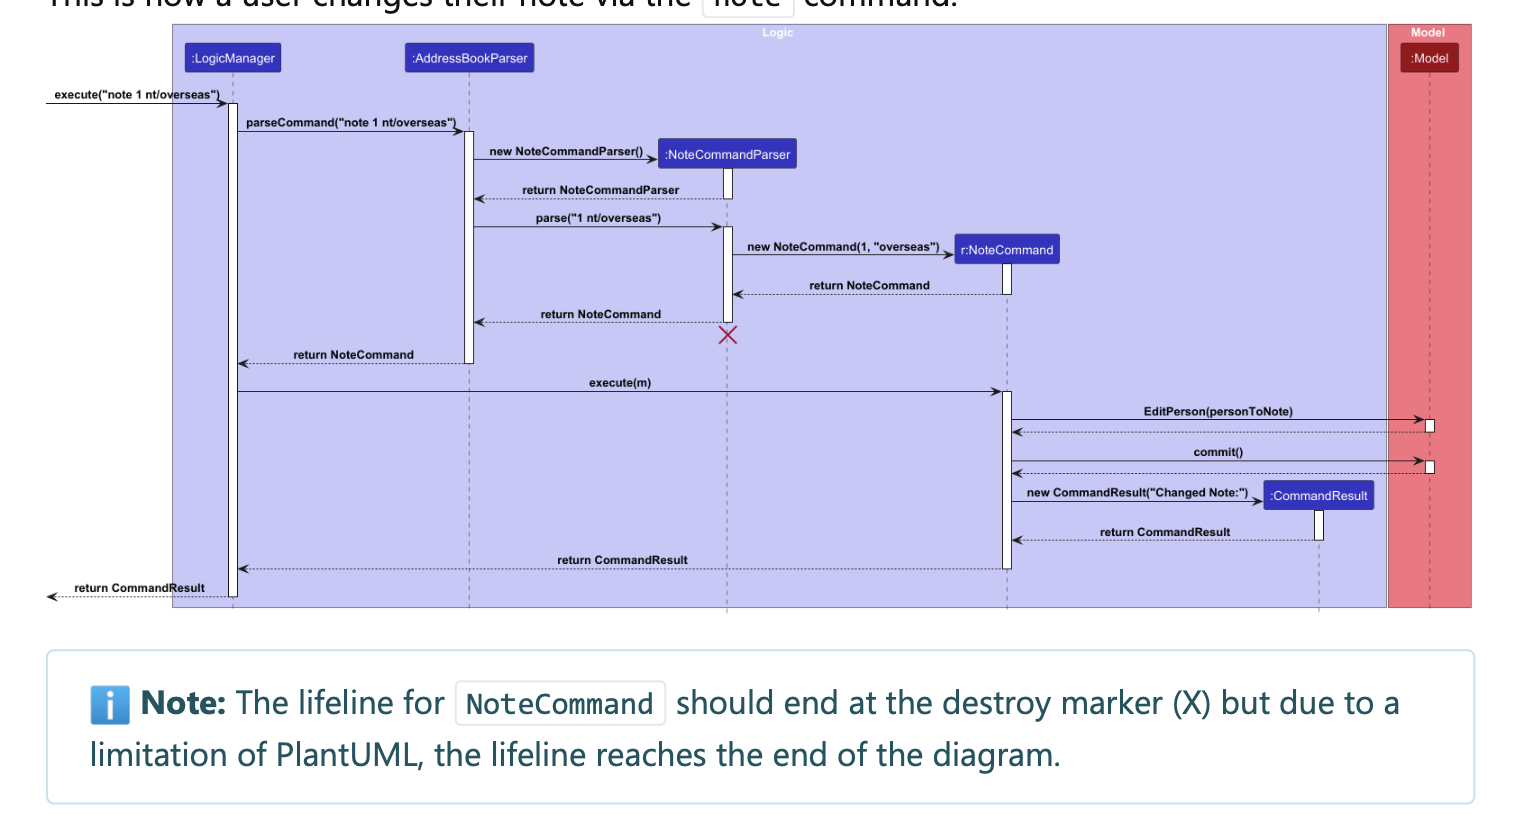 This is how a user changes their note via the note command.
Logic
Model
:LogicManager
:AddressBookParser
:Model
execute("note 1 nt/overseas")
parseCommand("note 1 nt/overseas")
new NoteCommandParser()
:NoteCommandParser
return NoteCommandParser
parse("1 nt/overseas")
new NoteCommand(1, "overseas")
r:NoteCommand
return NoteCommand
return NoteCommand
return NoteCommand
execute(m)
EditPerson(personToNote)
commit()
new CommandResult("Changed Note:")
:CommandResult
return CommandResult
return CommandResult
return CommandResult
Note: The lifeline for NoteCommand should end at the destroy marker (X) but due to a
limitation of PlantUML, the lifeline reaches the end of the diagram.